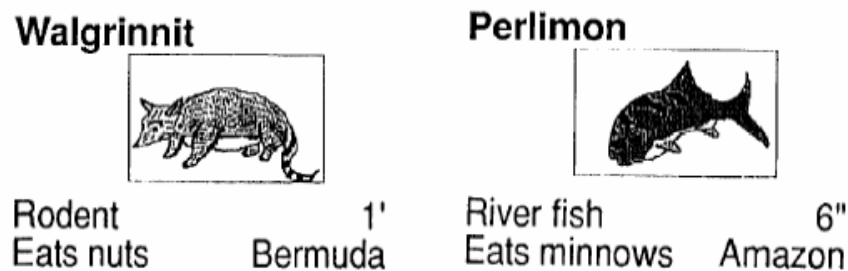 Walgrinnit
Rodent 1'
Eats nuts Bermuda
Perlimon
River fish 6"
Eats minnows Amazon